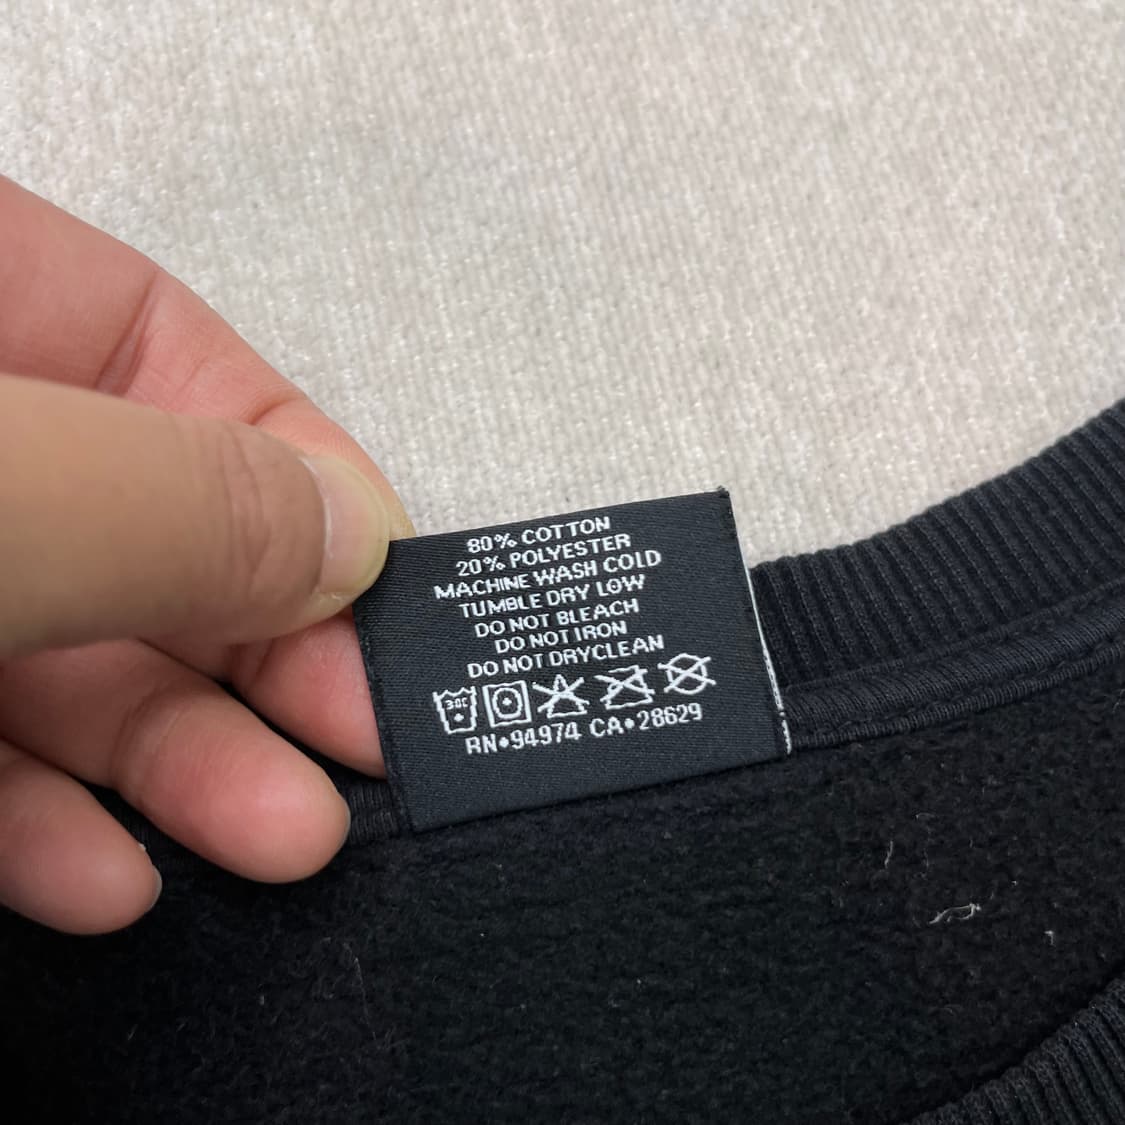 80% COTTON
20% POLYESTER
MACHINE WASH COLD
TUMBLE DRY LOW
DO NOT BLEACH
DO NOT IRON
DO NOT DRYCLEAN
30C
RN•94974 CA•28629